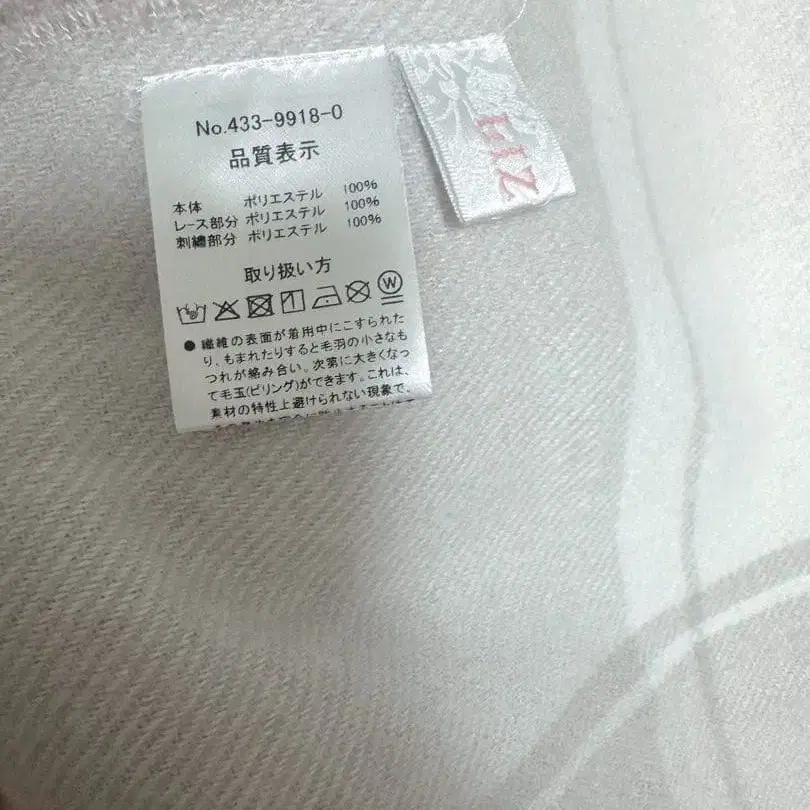 No.433-9918-0
品質表示
本体 ポリエステル 100%
レース部分 ポリエステル 100%
刺繍部分 ポリエステル 100%
取り扱い方
W
●繊維の表面が着用中にこすられた
り、もまれたりすると毛羽の小さなも
つれが絡み合い。次第に大きくなっ
て毛玉(ピリング)ができます。これは、
素材の特性上避けられない現象で、
LIZ